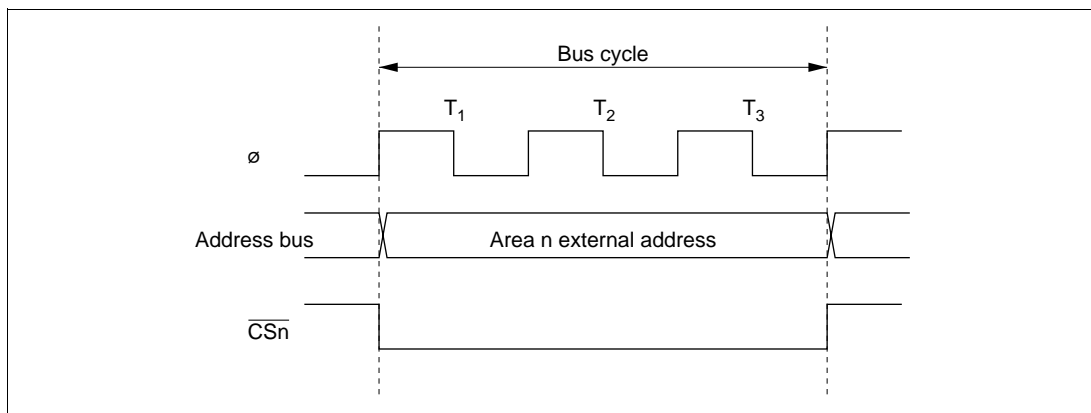 Bus cycle
T1 T2 T3
ø
Address bus Area n external address
CSn